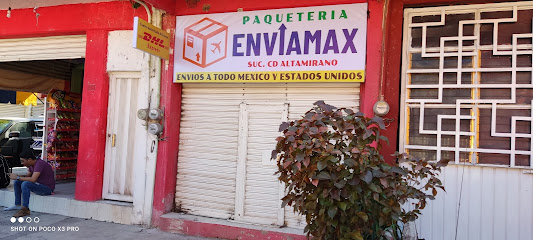 PAQUETERIA
ENVIAMAX
SUC. CD ALTAMIRANO
ENVIOS A TODO MEXICO Y ESTADOS UNIDOS
DHL
SHOT ON POCO X3 PRO